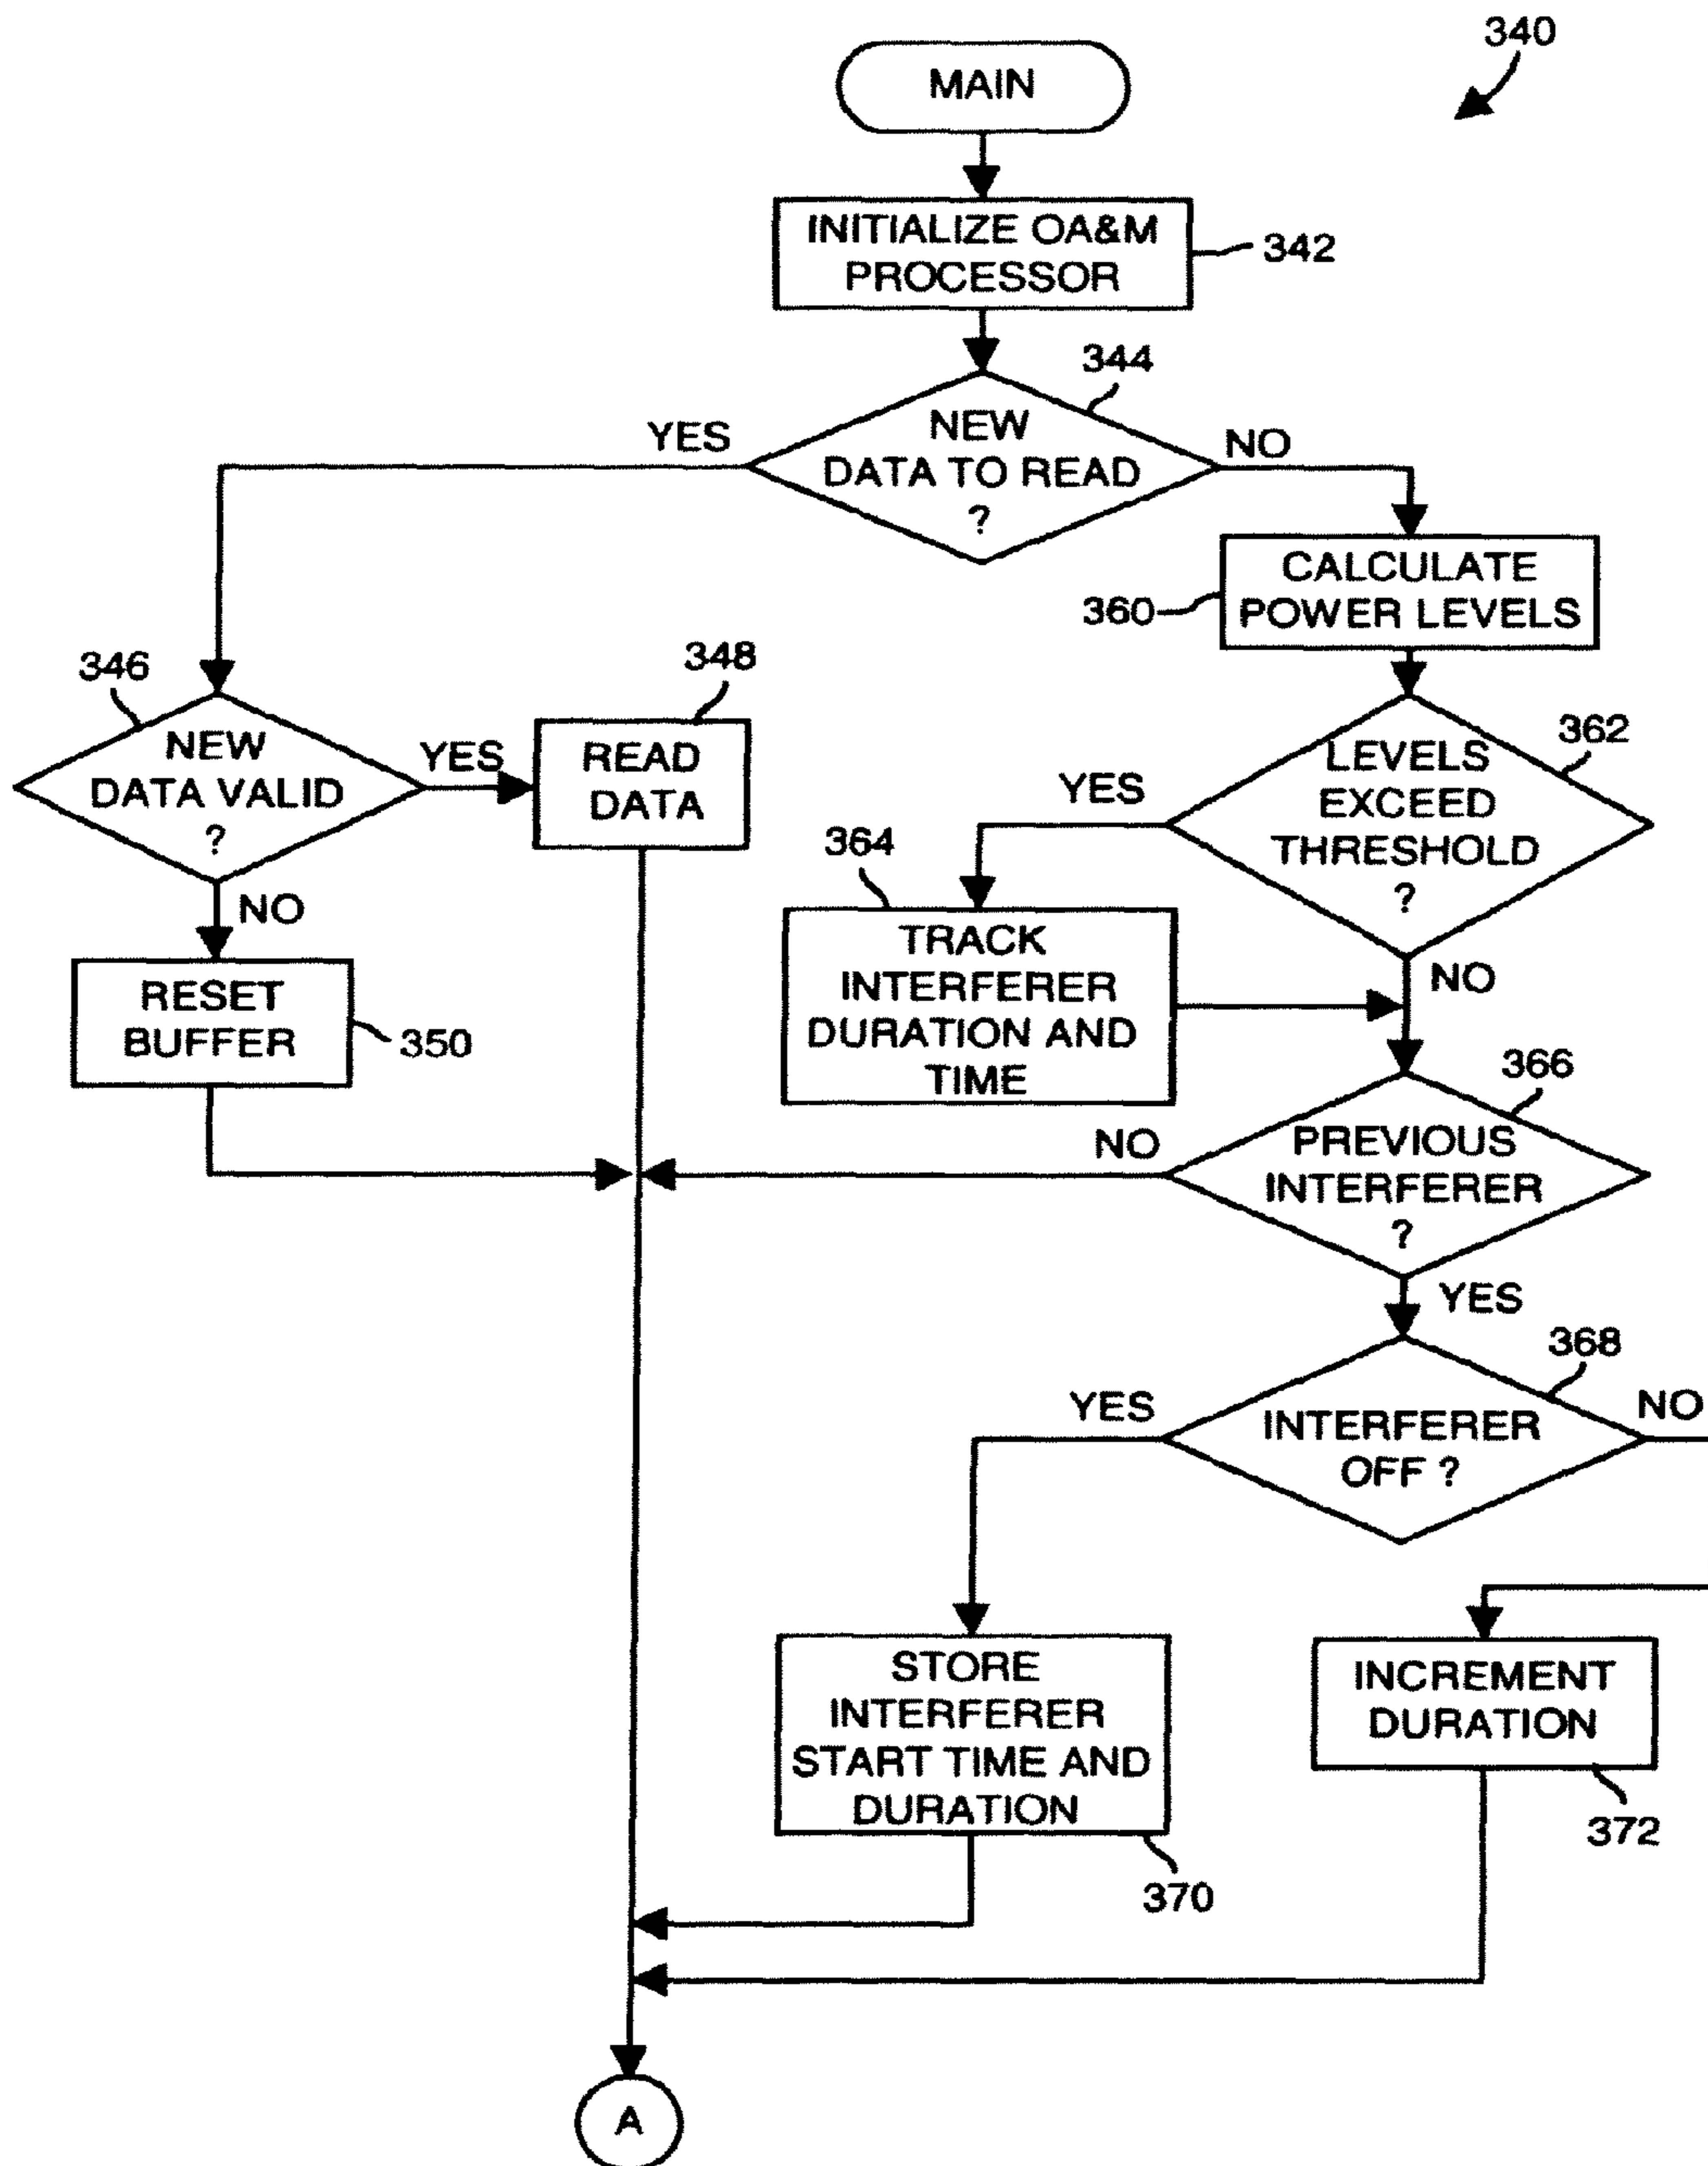 340
MAIN
INITIALIZE OA&M
PROCESSOR
342
344
YES
NEW
DATA TO READ
?
NO
CALCULATE
POWER LEVELS
360
346
NEW
DATA VALID
?
YES
348
READ
DATA
362
LEVELS
EXCEED
THRESHOLD
?
YES
364
TRACK
INTERFERER
DURATION AND
TIME
NO
NO
RESET
BUFFER
350
366
PREVIOUS
INTERFERER
?
NO
YES
368
YES
INTERFERER
OFF ?
NO
STORE
INTERFERER
START TIME AND
DURATION
370
INCREMENT
DURATION
372
A